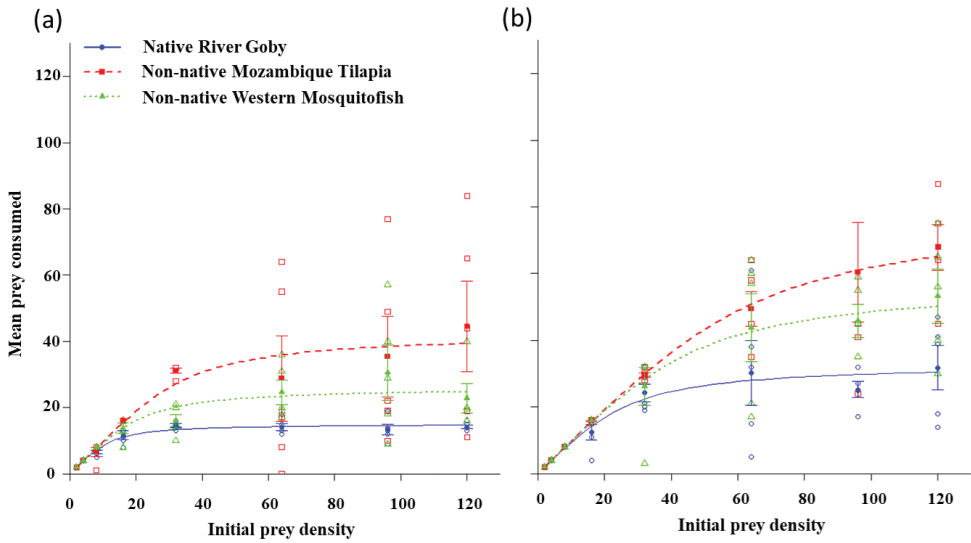 (a)
(b)
Native River Goby
Non-native Mozambique Tilapia
Non-native Western Mosquitofish
Mean prey consumed
120
100
80
60
40
20
0
0 20 40 60 80 100 120
0 20 40 60 80 100 120
Initial prey density
Initial prey density